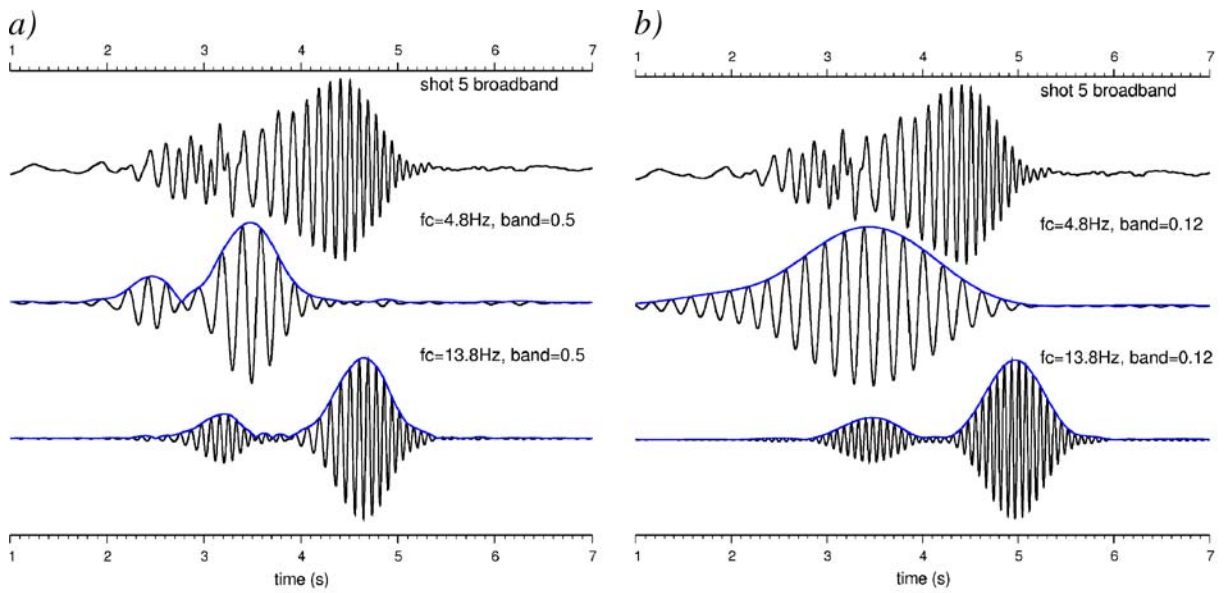 a)
1 2 3 4 5 6 7
shot 5 broadband
fc=4.8Hz, band=0.5
fc=13.8Hz, band=0.5
1 2 3 4 5 6 7
time (s)
b)
1 2 3 4 5 6 7
shot 5 broadband
fc=4.8Hz, band=0.12
fc=13.8Hz, band=0.12
1 2 3 4 5 6 7
time (s)